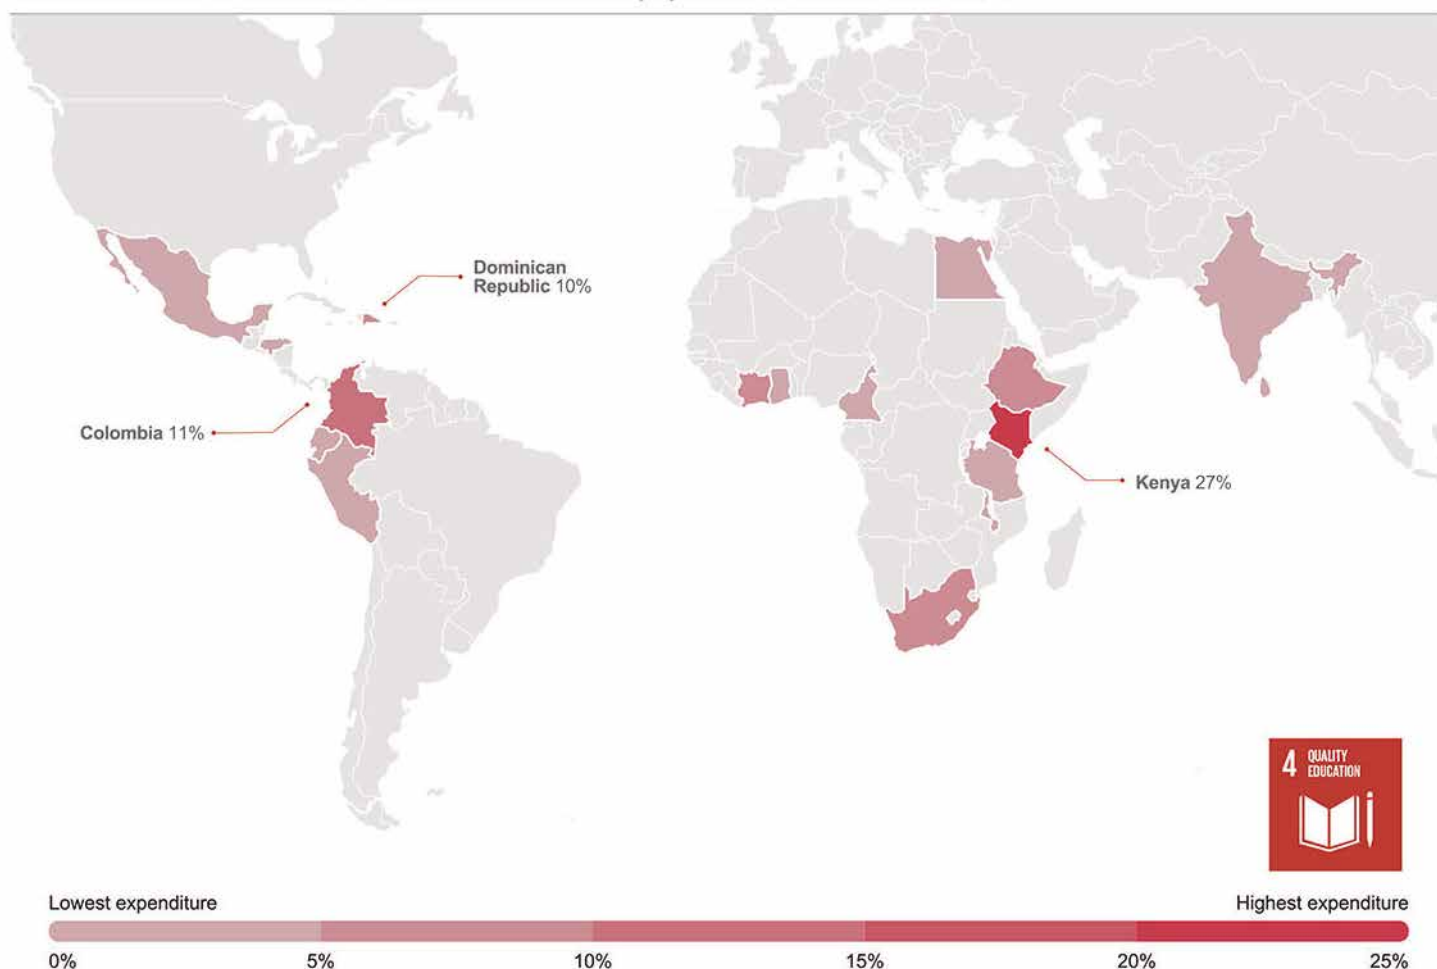 Dominican
Republic 10%
Colombia 11%
Kenya 27%
4 QUALITY
EDUCATION
Lowest expenditure
Highest expenditure
0%
5%
10%
15%
20%
25%